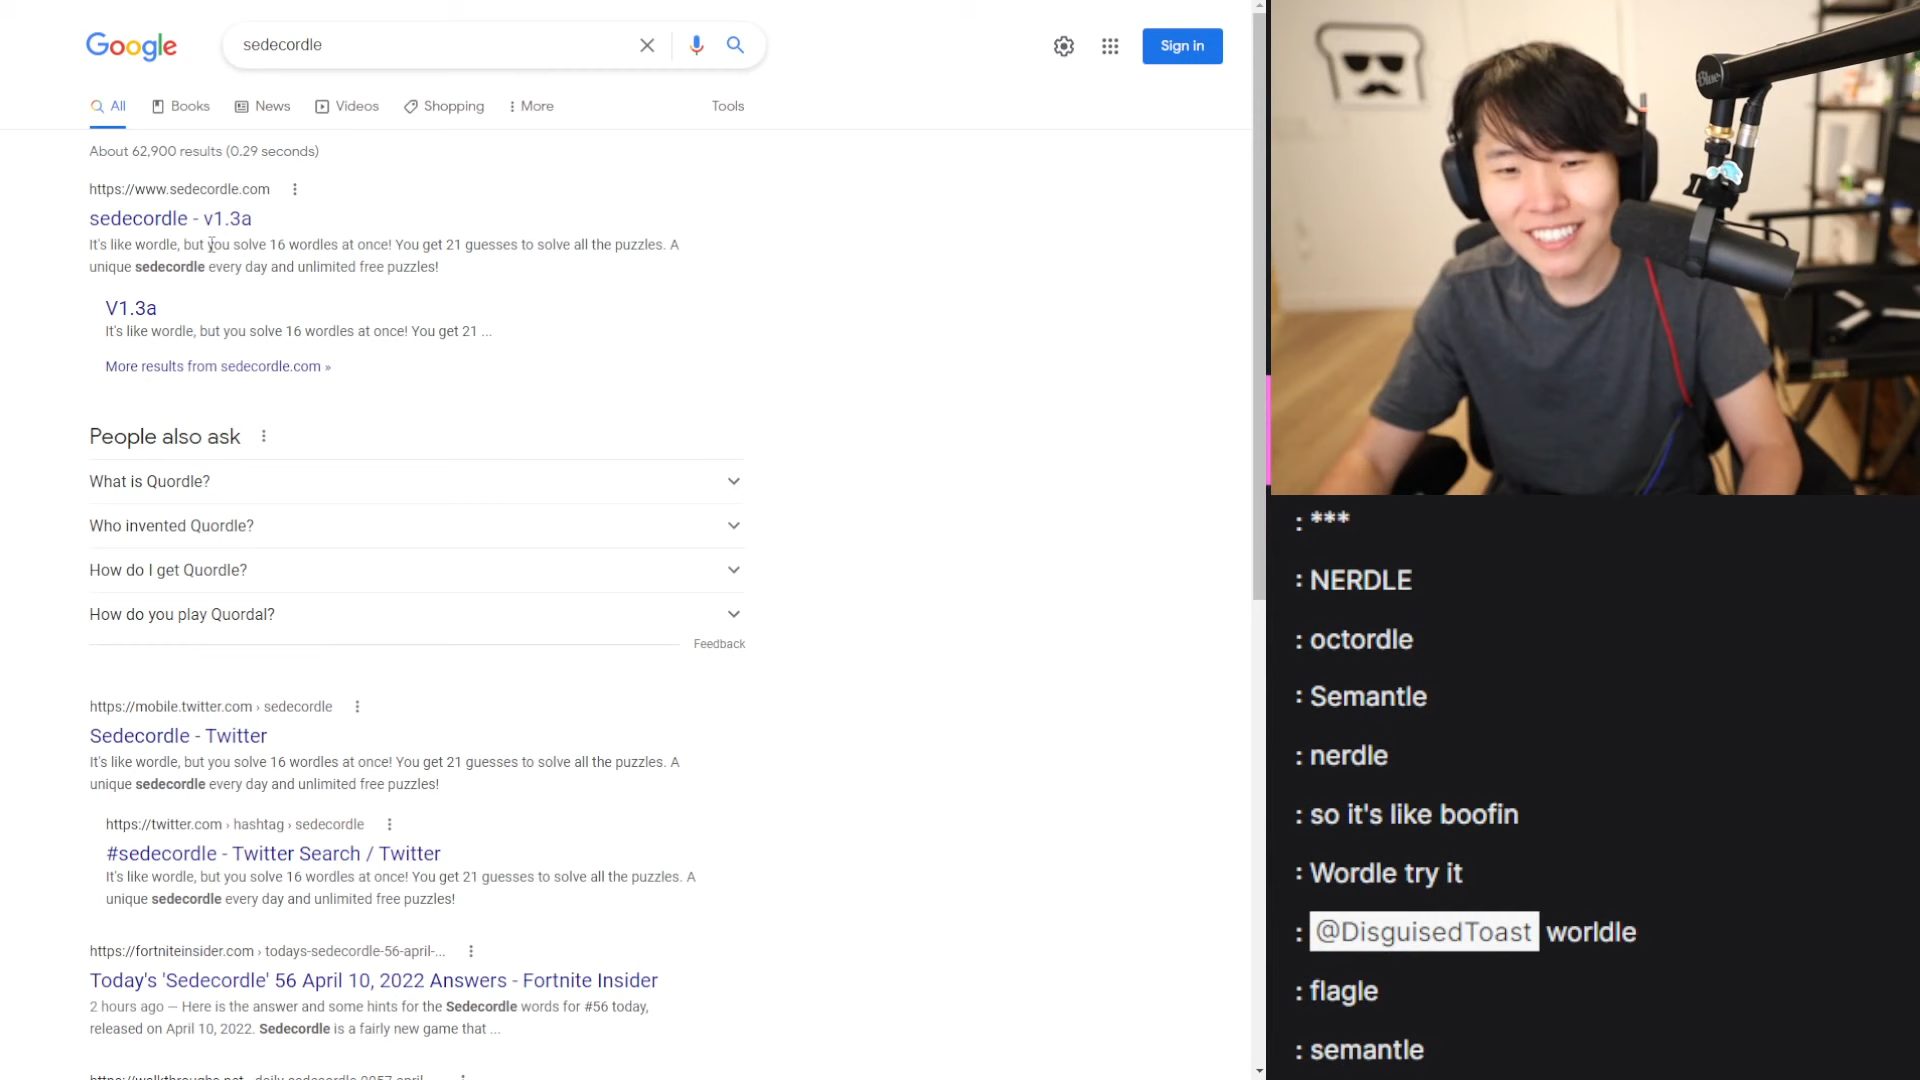 Google
sedecordle
Sign in
All
Books
News
Videos
Shopping
More
Tools
About 62,900 results (0.29 seconds)
https://www.sedecordle.com
sedecordle - v1.3a
It's like wordle, but you solve 16 wordles at once! You get 21 guesses to solve all the puzzles. A
unique sedecordle every day and unlimited free puzzles!
V1.3a
It's like wordle, but you solve 16 wordles at once! You get 21 ...
More results from sedecordle.com »
People also ask
What is Quordle?
Who invented Quordle?
How do I get Quordle?
How do you play Quordal?
Feedback
https://mobile.twitter.com › sedecordle
Sedecordle - Twitter
It's like wordle, but you solve 16 wordles at once! You get 21 guesses to solve all the puzzles. A
unique sedecordle every day and unlimited free puzzles!
https://twitter.com › hashtag › sedecordle
#sedecordle - Twitter Search / Twitter
It's like wordle, but you solve 16 wordles at once! You get 21 guesses to solve all the puzzles. A
unique sedecordle every day and unlimited free puzzles!
https://fortniteinsider.com › todays-sedecordle-56-april-...
Today's 'Sedecordle' 56 April 10, 2022 Answers - Fortnite Insider
2 hours ago — Here is the answer and some hints for the Sedecordle words for #56 today,
released on April 10, 2022. Sedecordle is a fairly new game that ...
Blue
: ***
: NERDLE
: octordle
: Semantle
: nerdle
: so it's like boofin
: Wordle try it
: @DisguisedToast worldle
: flagle
: semantle